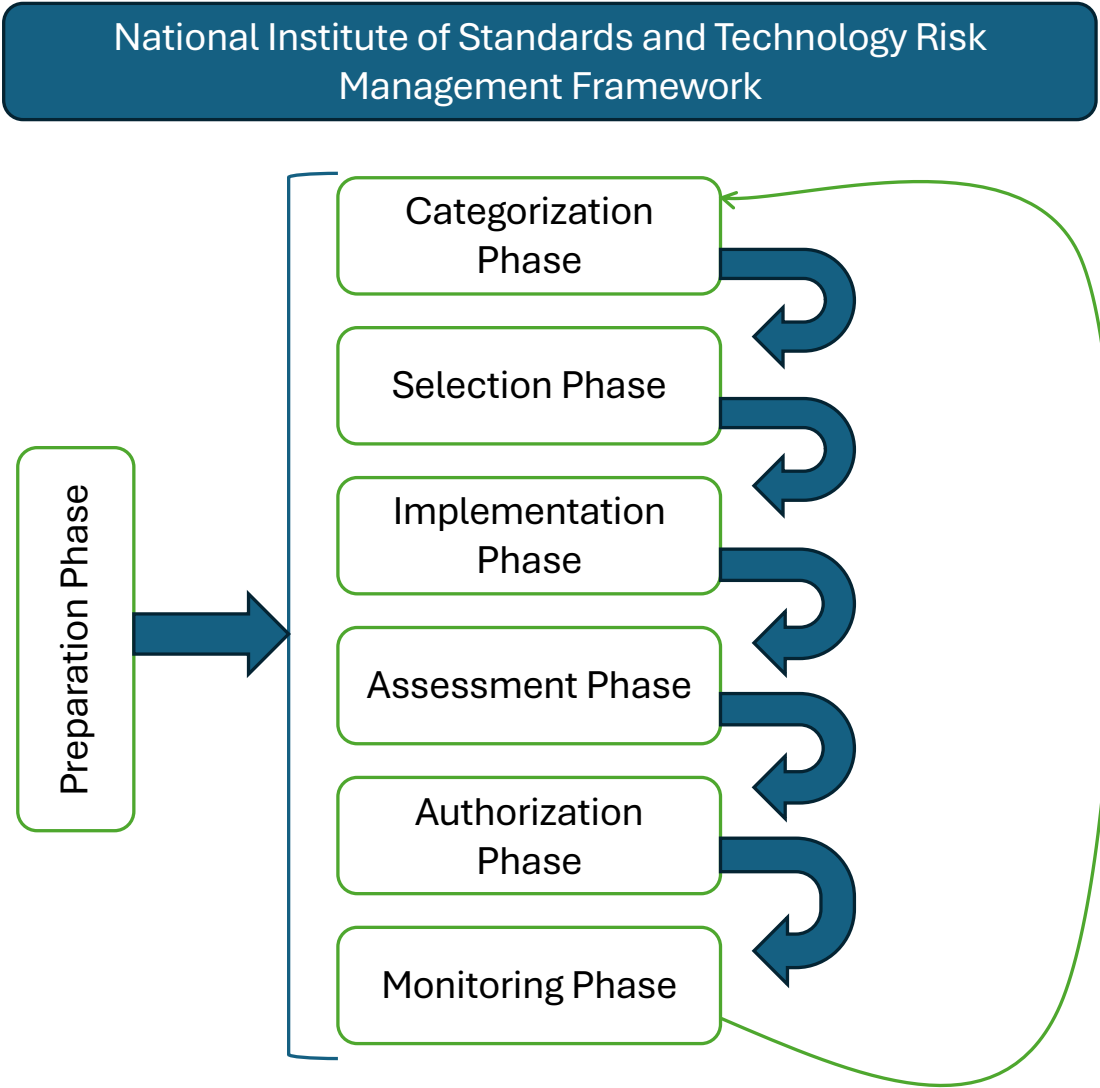 National Institute of Standards and Technology Risk
Management Framework
Preparation Phase
Categorization
Phase
Selection Phase
Implementation
Phase
Assessment Phase
Authorization
Phase
Monitoring Phase